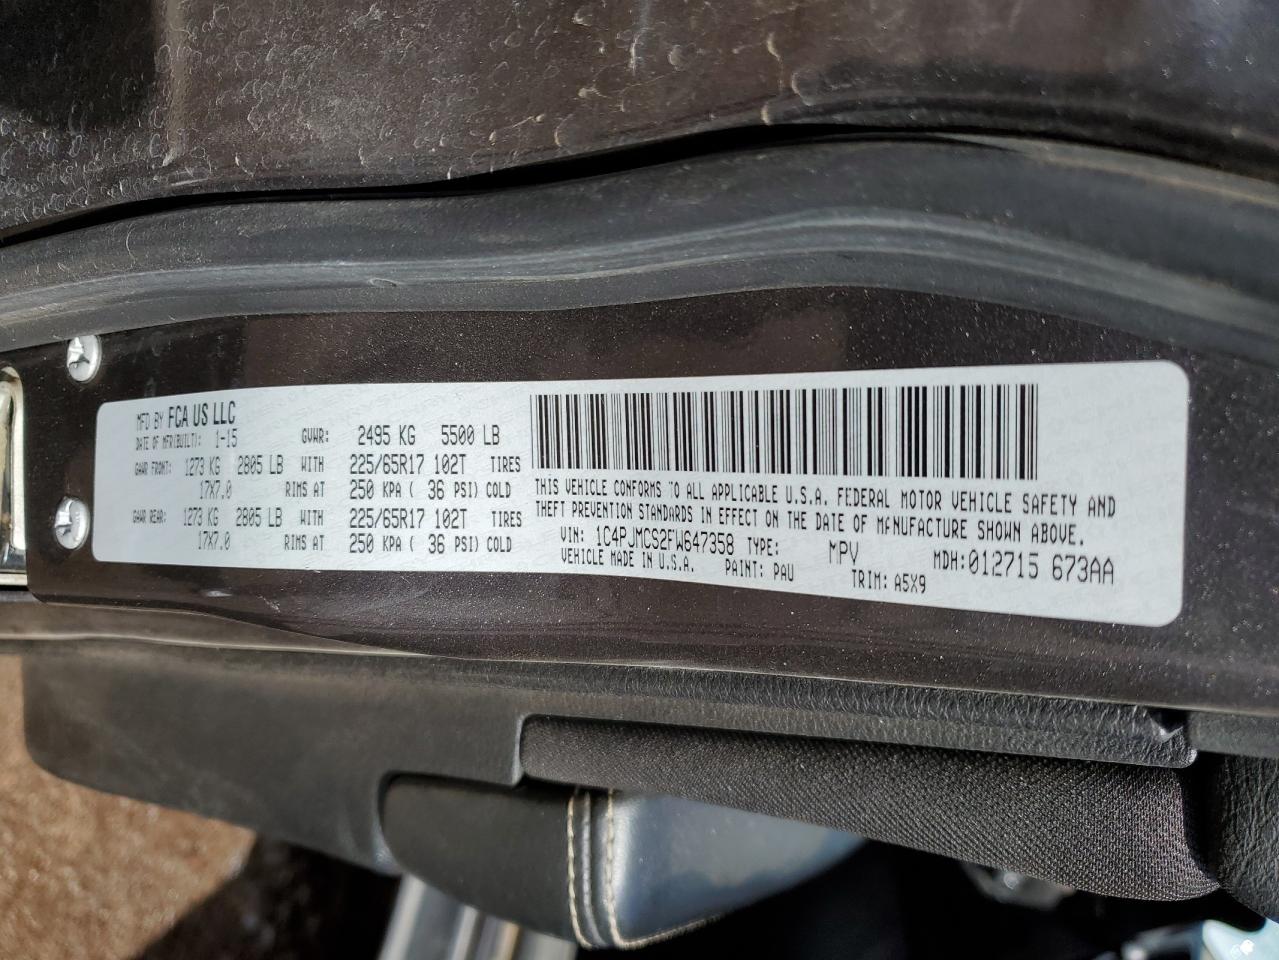 MFD BY FCA US LLC
DATE OF MFR(BUILT): 1-15 GVWR: 2495 KG 5500 LB
GAWR FRONT: 1273 KG 2805 LB WITH 225/65R17 102T TIRES
17X7.0 RIMS AT 250 KPA ( 36 PSI) COLD
GAWR REAR: 1273 KG 2805 LB WITH 225/65R17 102T TIRES
17X7.0 RIMS AT 250 KPA ( 36 PSI) COLD
THIS VEHICLE CONFORMS TO ALL APPLICABLE U.S.A. FEDERAL MOTOR VEHICLE SAFETY AND
THEFT PREVENTION STANDARDS IN EFFECT ON THE DATE OF MANUFACTURE SHOWN ABOVE.
VIN: 1C4PJMCS2FW647358 TYPE: MPV MDH: 012715 673AA
VEHICLE MADE IN U.S.A. PAINT: PAU TRIM: A5X9